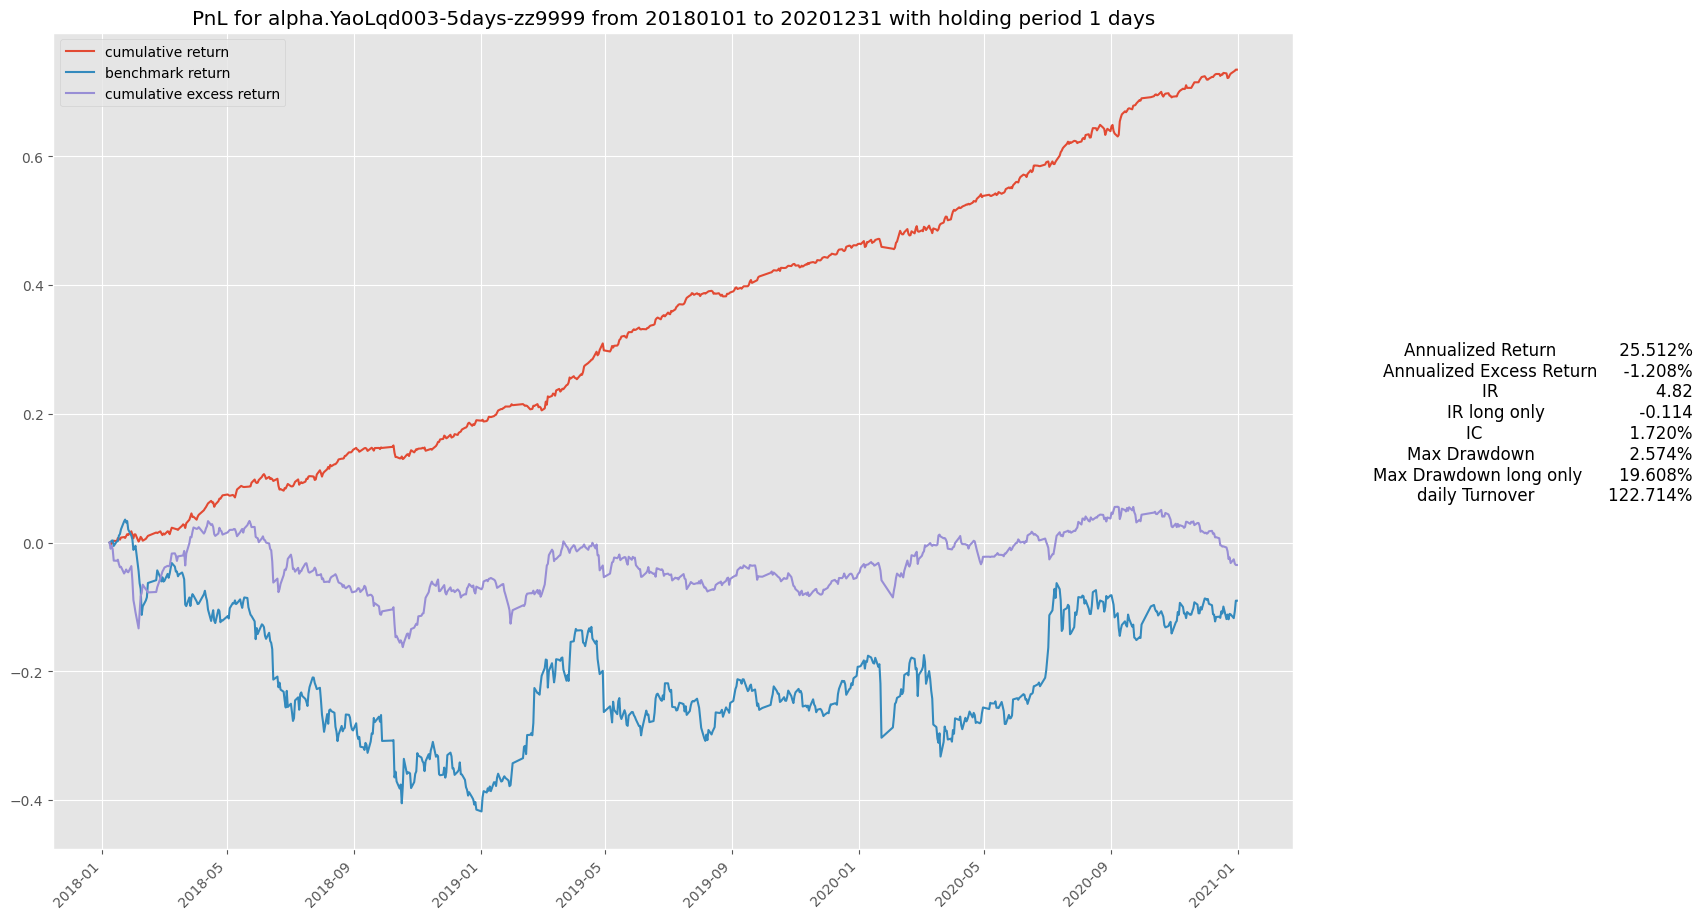 PnL for alpha.YaoLqd003-5days-zz9999 from 20180101 to 20201231 with holding period 1 days
cumulative return
benchmark return
cumulative excess return
0.6
0.4
0.2
0.0
−0.2
−0.4
2018-01
2018-05
2018-09
2019-01
2019-05
2019-09
2020-01
2020-05
2020-09
2021-01
Annualized Return 25.512%
Annualized Excess Return -1.208%
IR 4.82
IR long only -0.114
IC 1.720%
Max Drawdown 2.574%
Max Drawdown long only 19.608%
daily Turnover 122.714%